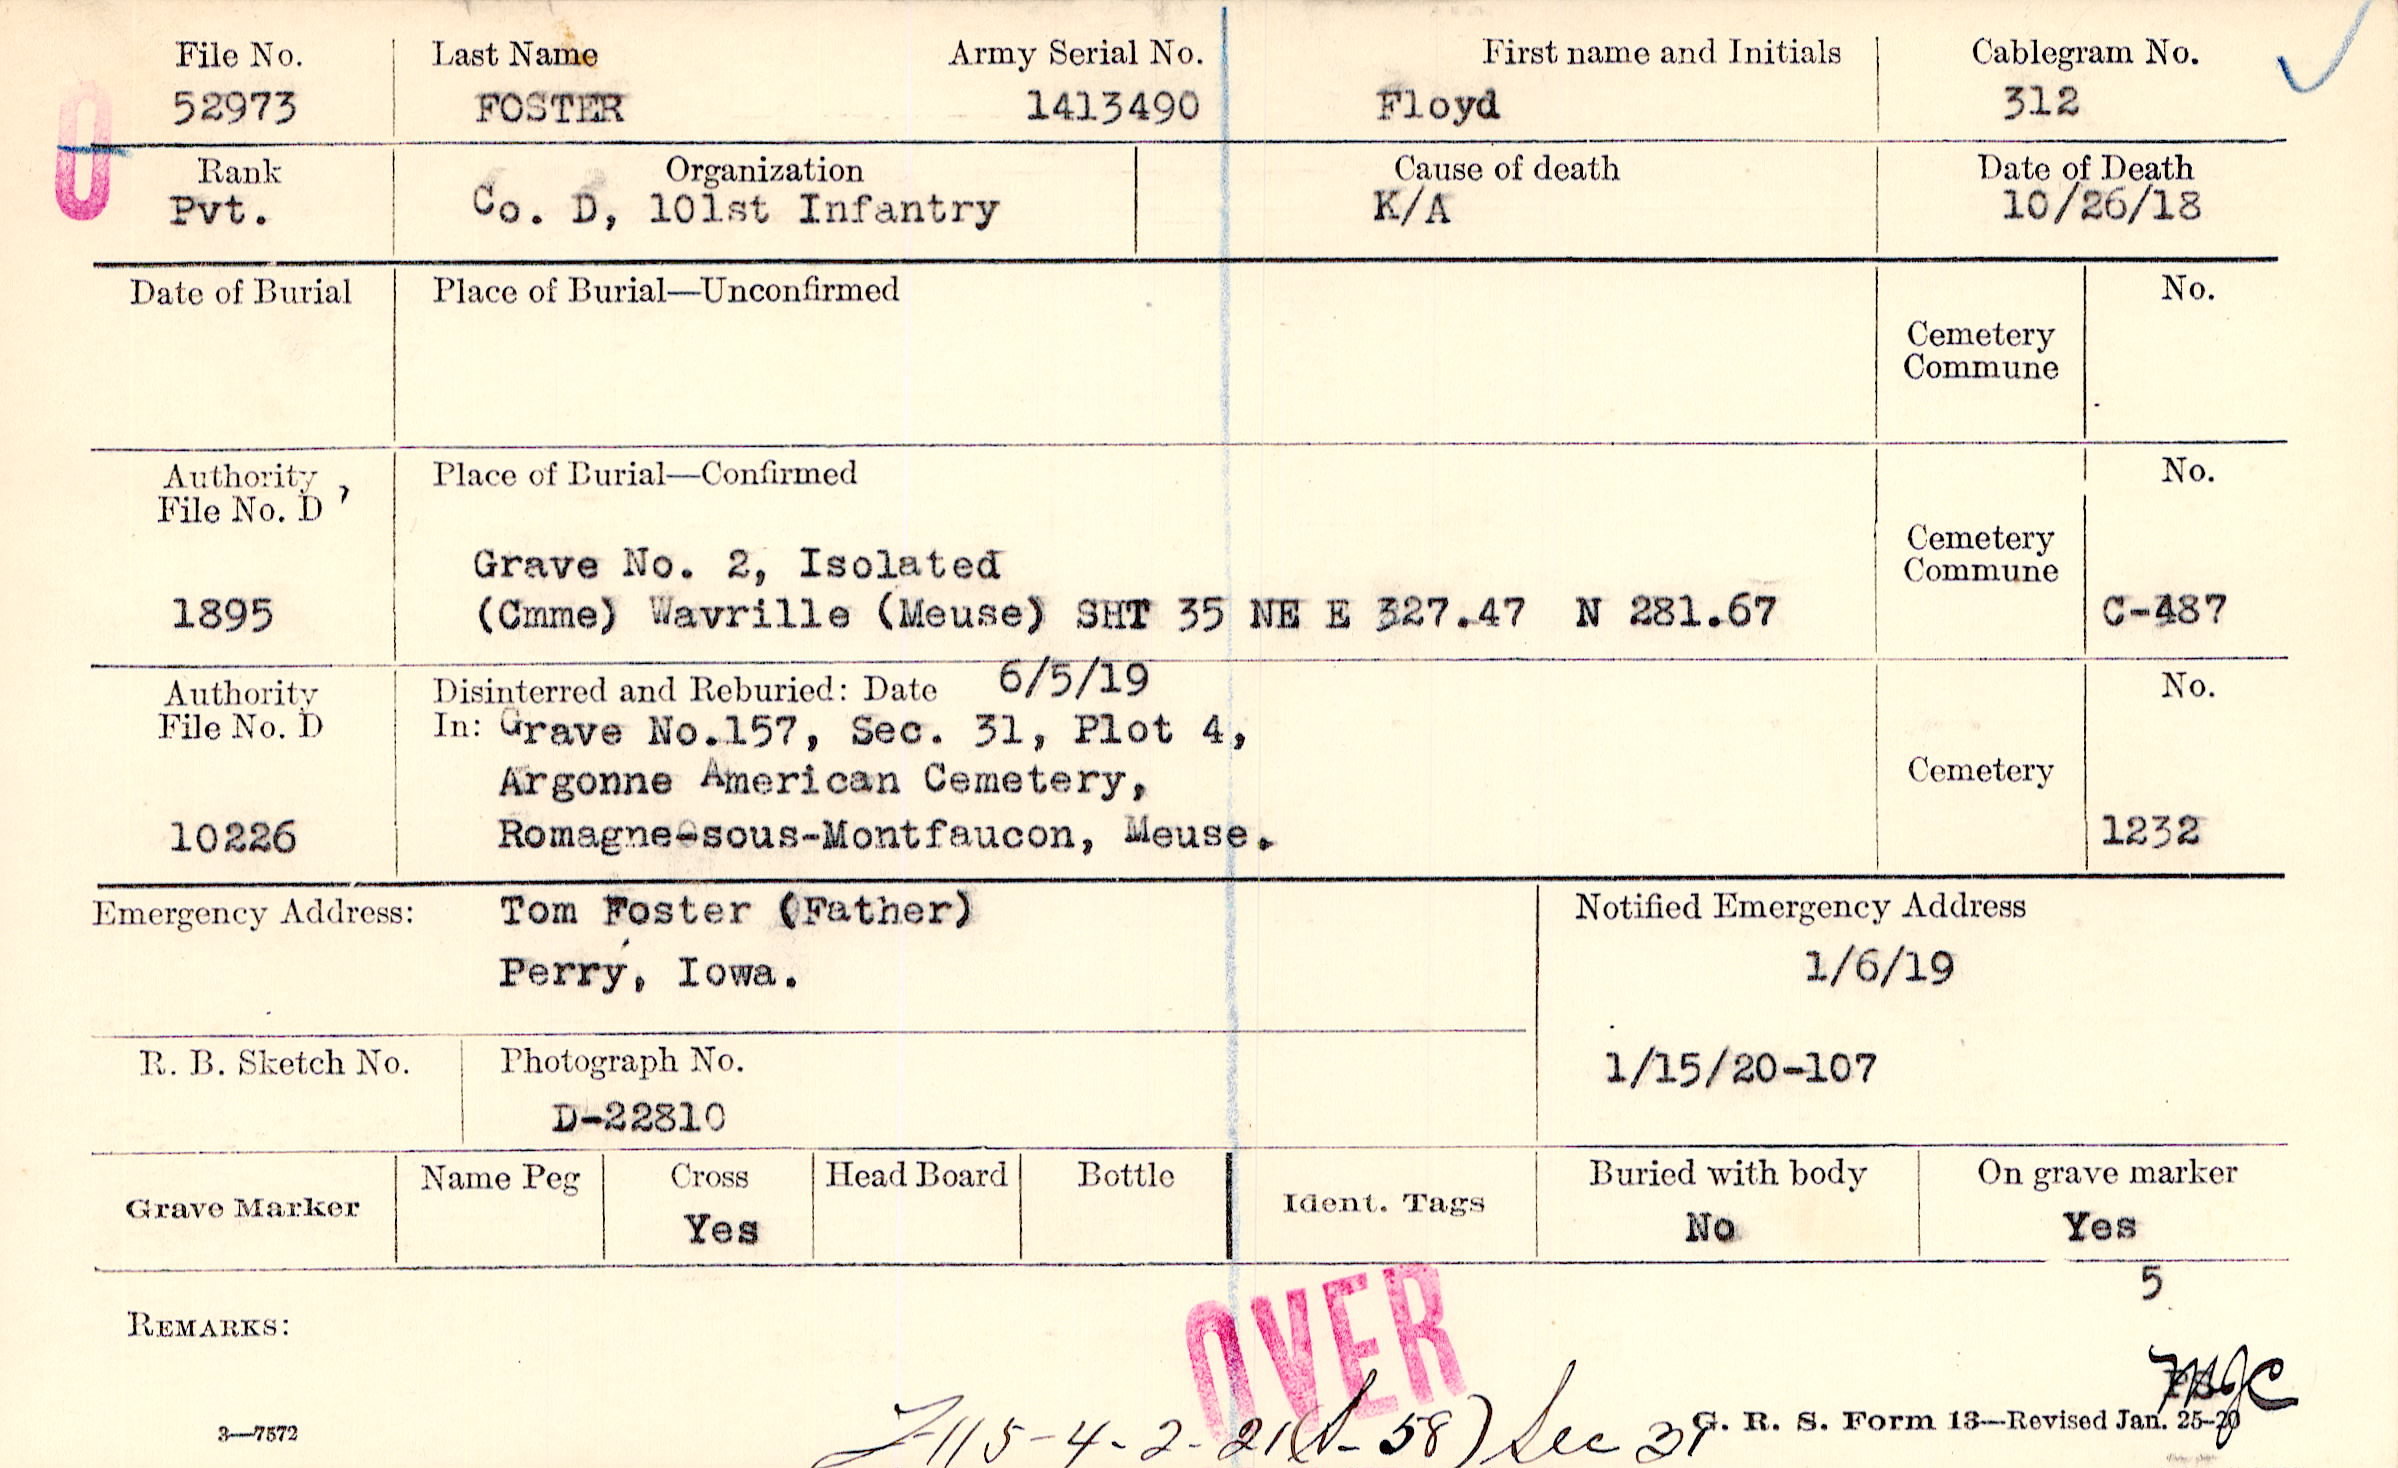 File No. Last Name Army Serial No. First name and Initials Cablegram No.
52973 FOSTER 1413490 Floyd 312
Rank Organization Cause of death Date of Death
Pvt. Co. D, 101st Infantry K/A 10/26/18
Date of Burial Place of Burial—Unconfirmed No.
Cemetery
Commune
Authority Place of Burial—Confirmed No.
File No. D
Cemetery
Commune
Grave No. 2, Isolated
1895 (Cmme) Wavrille (Meuse) SHT 35 NE E 327.47 N 281.67 C-487
Authority Disinterred and Reburied: Date 6/5/19 No.
File No. D In: Grave No.157, Sec. 31, Plot 4,
Argonne American Cemetery, Cemetery
10226 Romagne-sous-Montfaucon, Meuse. 1232
Emergency Address: Tom Foster (Father) Notified Emergency Address
Perry, Iowa. 1/6/19
R. B. Sketch No. Photograph No. 1/15/20-107
D-22810
Grave Marker Name Peg Cross Head Board Bottle Ident. Tags Buried with body On grave marker
Yes No Yes
5
REMARKS:
OVER
3—7572 115-4-2-21 58) Sec 31 G. R. S. Form 13—Revised Jan. 25-20